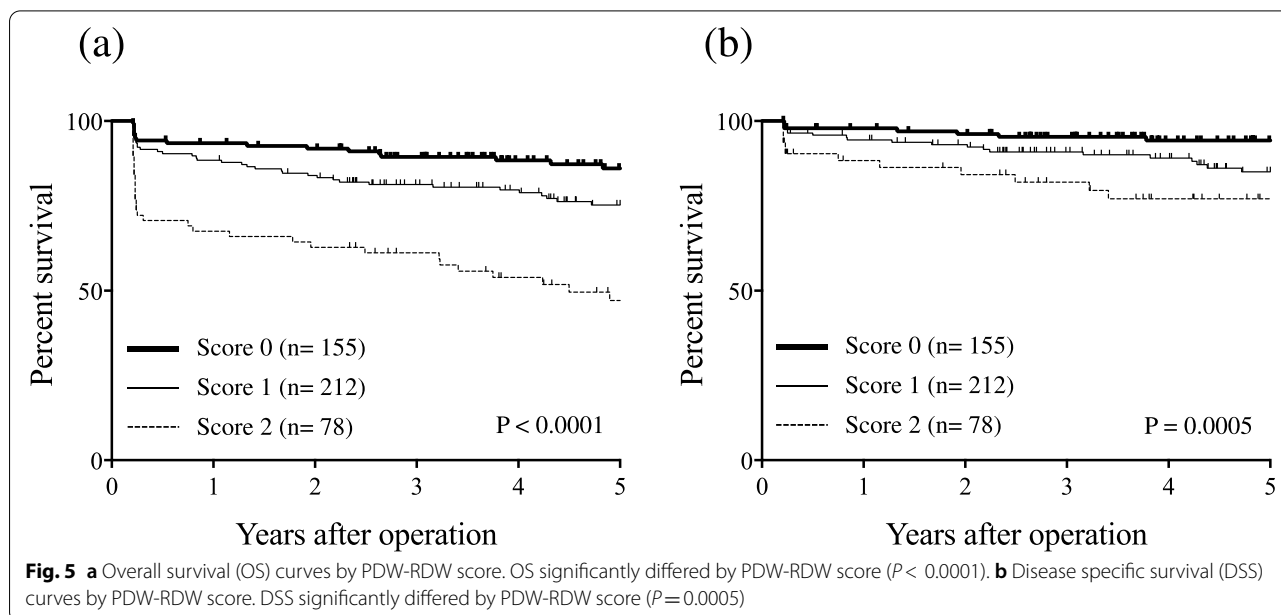 (a)
Percent survival
100
50
0
Score 0 (n= 155)
Score 1 (n= 212)
Score 2 (n= 78)
P < 0.0001
0 1 2 3 4 5
Years after operation
(b)
Percent survival
100
50
0
Score 0 (n= 155)
Score 1 (n= 212)
Score 2 (n= 78)
P = 0.0005
0 1 2 3 4 5
Years after operation
Fig. 5 a Overall survival (OS) curves by PDW-RDW score. OS significantly differed by PDW-RDW score (P < 0.0001). b Disease specific survival (DSS)
curves by PDW-RDW score. DSS significantly differed by PDW-RDW score (P = 0.0005)